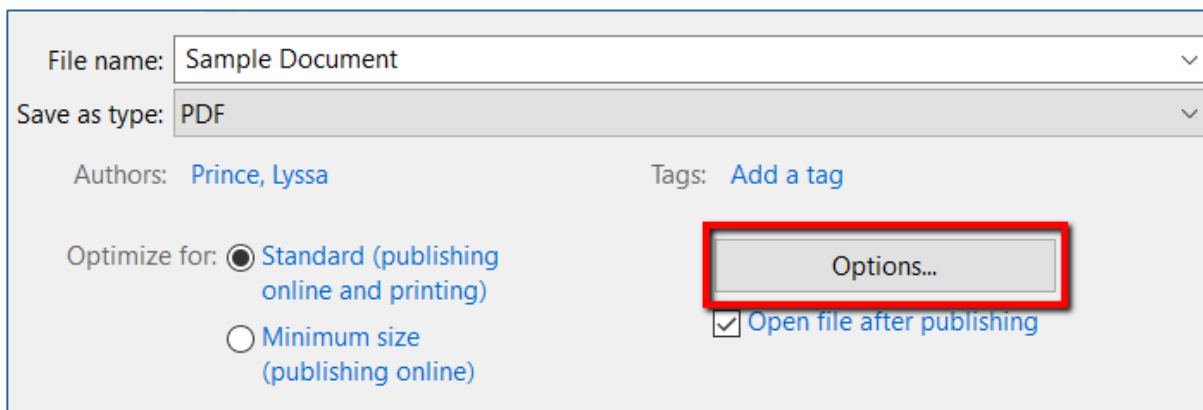 File name: Sample Document
Save as type: PDF
Authors: Prince, Lyssa
Tags: Add a tag
Optimize for: Standard (publishing
online and printing)
Minimum size
(publishing online)
Options...
Open file after publishing